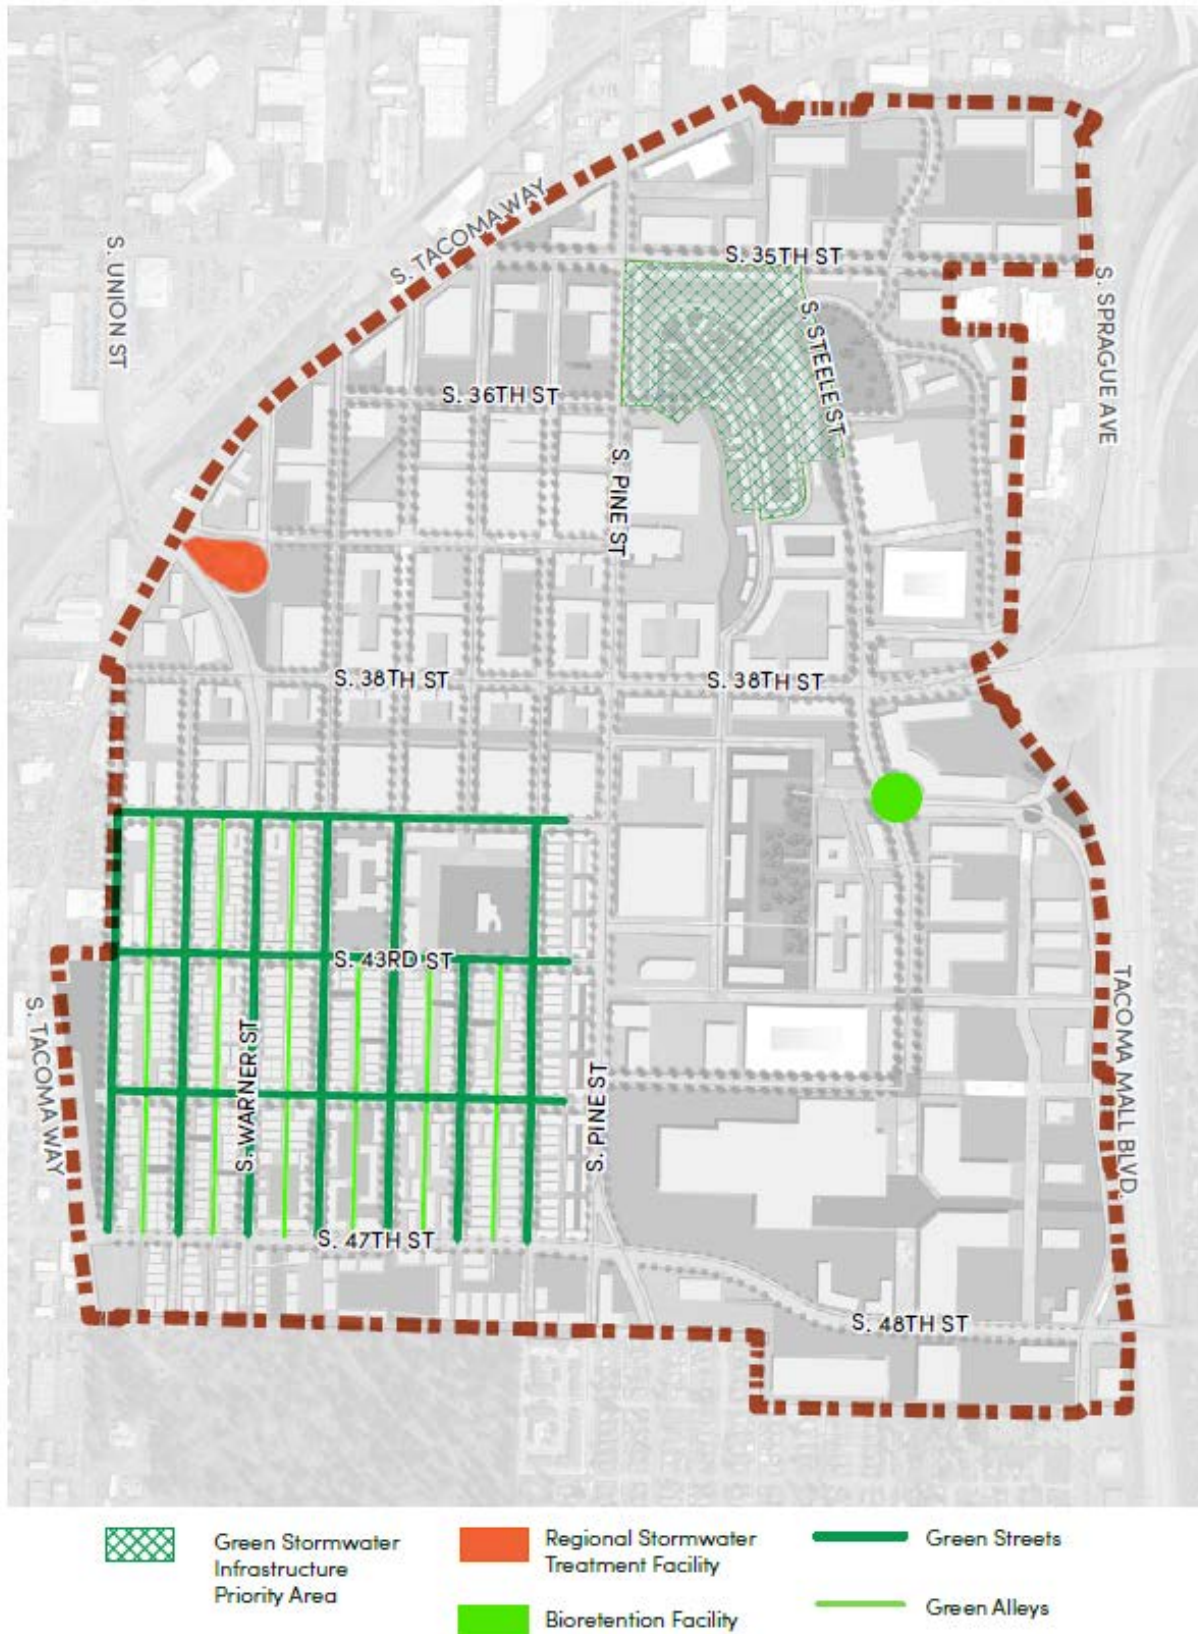 S. TACOMA WAY
S. UNION ST
S. 35TH ST
S. SPRAGUE AVE
S. STEELE ST
S. 36TH ST
S. PINE ST
S. 38TH ST
S. 38TH ST
S. 43RD ST
S. TACOMA WAY
S. WARNER ST
S. PINE ST
TACOMA MALL BLVD.
S. 47TH ST
S. 48TH ST
Green Stormwater
Infrastructure
Priority Area
Regional Stormwater
Treatment Facility
Bioretention Facility
Green Streets
Green Alleys